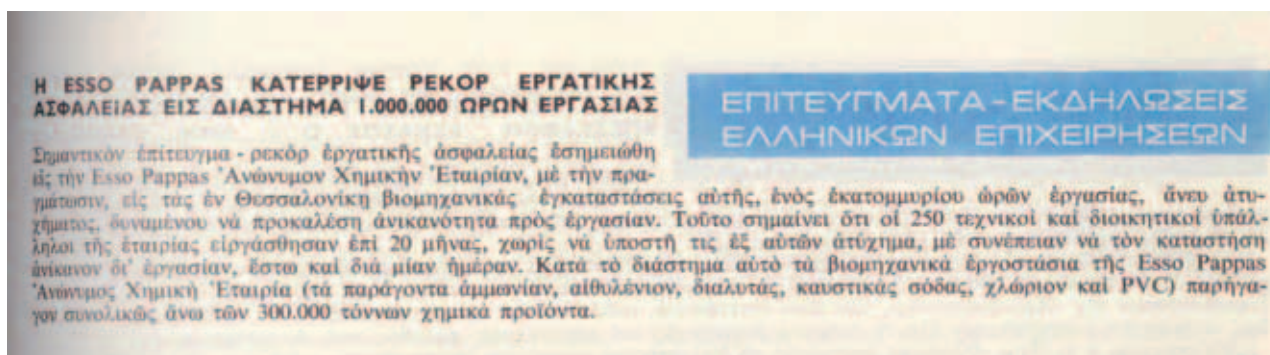 Η ESSO PAPPAS ΚΑΤΕΡΡΙΨΕ ΡΕΚΟΡ ΕΡΓΑΤΙΚΗΣ
ΑΣΦΑΛΕΙΑΣ ΕΙΣ ΔΙΑΣΤΗΜΑ 1.000.000 ΩΡΩΝ ΕΡΓΑΣΙΑΣ
ΕΠΙΤΕΥΓΜΑΤΑ-ΕΚΔΗΛΩΣΕΙΣ
ΕΛΛΗΝΙΚΩΝ ΕΠΙΧΕΙΡΗΣΕΩΝ
Σημαντικὸν ἐπίτευγμα - ρεκὸρ ἐργατικῆς ἀσφαλείας ἐσημειώθη
εἰς τὴν Esso Pappas Ἀνώνυμον Χημικὴν Ἑταιρίαν, μὲ τὴν πρα-
γμάτωσιν, εἰς τὰς ἐν Θεσσαλονίκῃ βιομηχανικὰς ἐγκαταστάσεις αὐτῆς, ἑνὸς ἑκατομμυρίου ὡρῶν ἐργασίας, ἄνευ ἀτυ-
χήματος, δυναμένου νὰ προκαλέσῃ ἀνικανότητα πρὸς ἐργασίαν. Τοῦτο σημαίνει ὅτι οἱ 250 τεχνικοὶ καὶ διοικητικοὶ ὑπάλ-
ληλοι τῆς ἑταιρίας εἰργάσθησαν ἐπὶ 20 μῆνας, χωρὶς νὰ ὑποστῇ τις ἐξ αὐτῶν ἀτύχημα, μὲ συνέπειαν νὰ τὸν καταστήσῃ
ἀνίκανον δι' ἐργασίαν, ἔστω καὶ διὰ μίαν ἡμέραν. Κατὰ τὸ διάστημα αὐτὸ τὰ βιομηχανικὰ ἐργοστάσια τῆς Esso Pappas
Ἀνώνυμος Χημικὴ Ἑταιρία (τὰ παράγοντα ἀμμωνίαν, αἰθυλένιον, διαλυτάς, καυστικὰς σόδας, χλώριον καὶ PVC) παρήγα-
γον συνολικῶς ἄνω τῶν 300.000 τόννων χημικὰ προϊόντα.